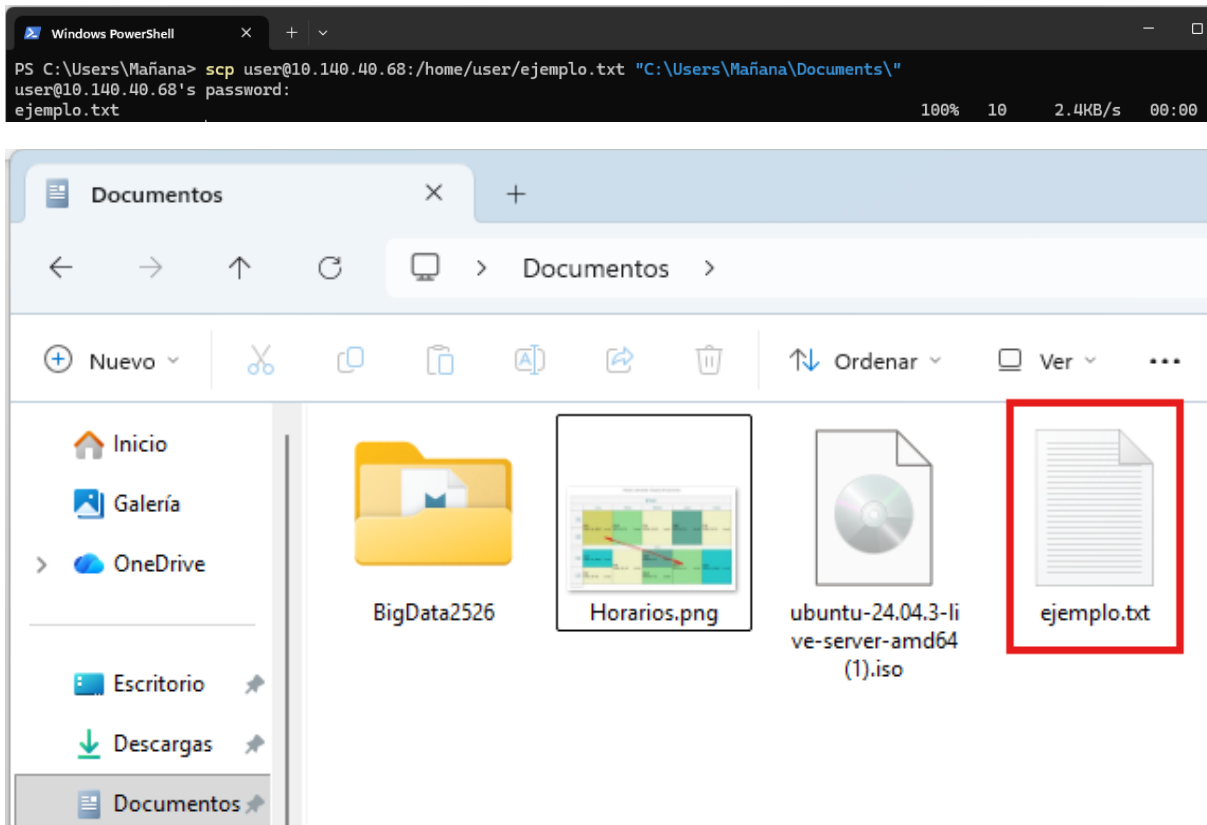 Windows PowerShell
PS C:\Users\Mañana> scp user@10.140.40.68:/home/user/ejemplo.txt "C:\Users\Mañana\Documents\"
user@10.140.40.68's password:
ejemplo.txt 100% 10 2.4KB/s 00:00
Documentos
Documentos
Nuevo Ordenar Ver
Inicio
Galería
OneDrive
Escritorio
Descargas
Documentos
BigData2526
Horarios.png
ubuntu-24.04.3-li
ve-server-amd64
(1).iso
ejemplo.txt